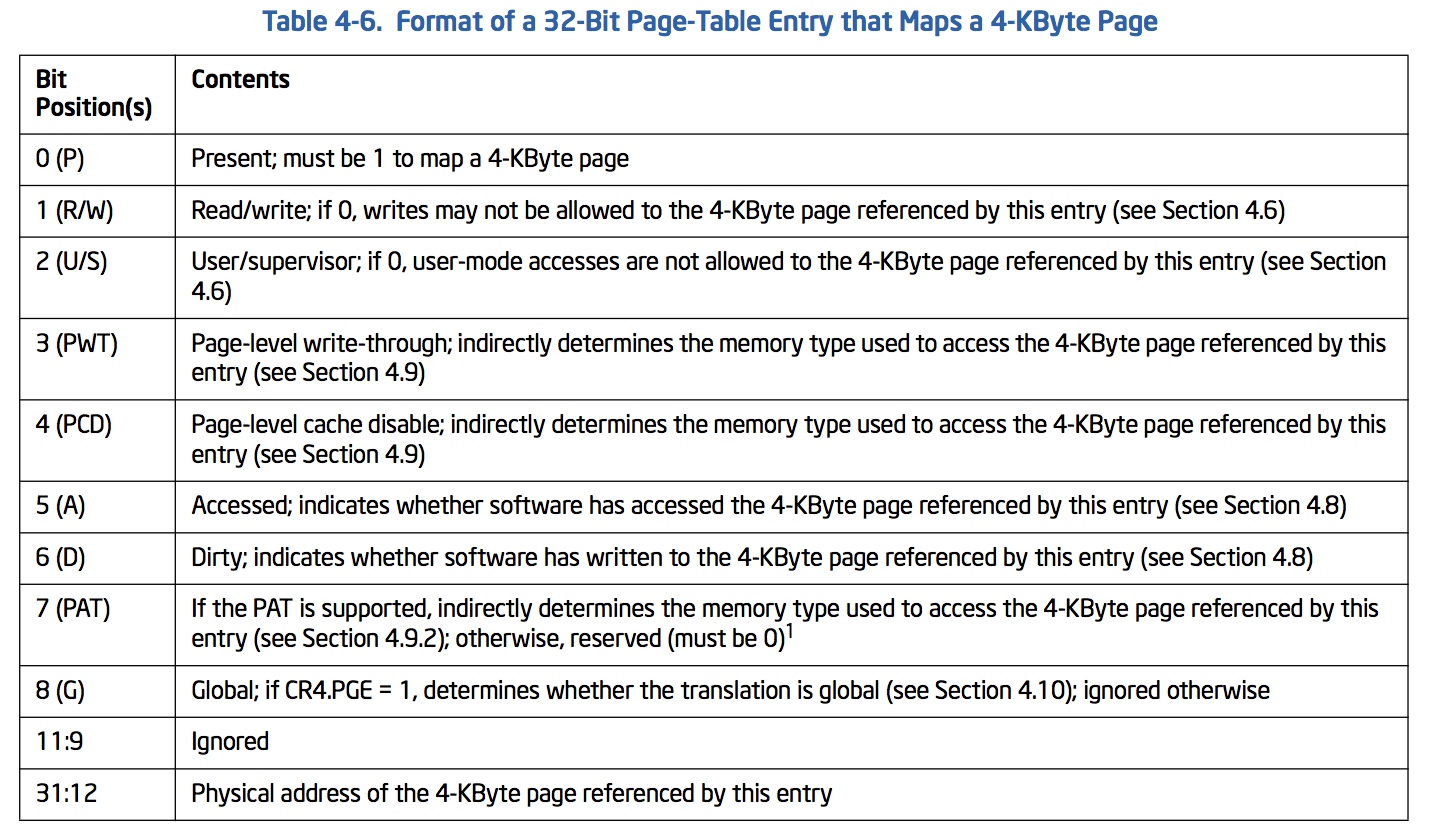 Table 4-6. Format of a 32-Bit Page-Table Entry that Maps a 4-KByte Page
Bit
Position(s)
Contents
0 (P)
Present; must be 1 to map a 4-KByte page
1 (R/W)
Read/write; if 0, writes may not be allowed to the 4-KByte page referenced by this entry (see Section 4.6)
2 (U/S)
User/supervisor; if 0, user-mode accesses are not allowed to the 4-KByte page referenced by this entry (see Section
4.6)
3 (PWT)
Page-level write-through; indirectly determines the memory type used to access the 4-KByte page referenced by this
entry (see Section 4.9)
4 (PCD)
Page-level cache disable; indirectly determines the memory type used to access the 4-KByte page referenced by this
entry (see Section 4.9)
5 (A)
Accessed; indicates whether software has accessed the 4-KByte page referenced by this entry (see Section 4.8)
6 (D)
Dirty; indicates whether software has written to the 4-KByte page referenced by this entry (see Section 4.8)
7 (PAT)
If the PAT is supported, indirectly determines the memory type used to access the 4-KByte page referenced by this
entry (see Section 4.9.2); otherwise, reserved (must be 0)1
8 (G)
Global; if CR4.PGE = 1, determines whether the translation is global (see Section 4.10); ignored otherwise
11:9
Ignored
31:12
Physical address of the 4-KByte page referenced by this entry